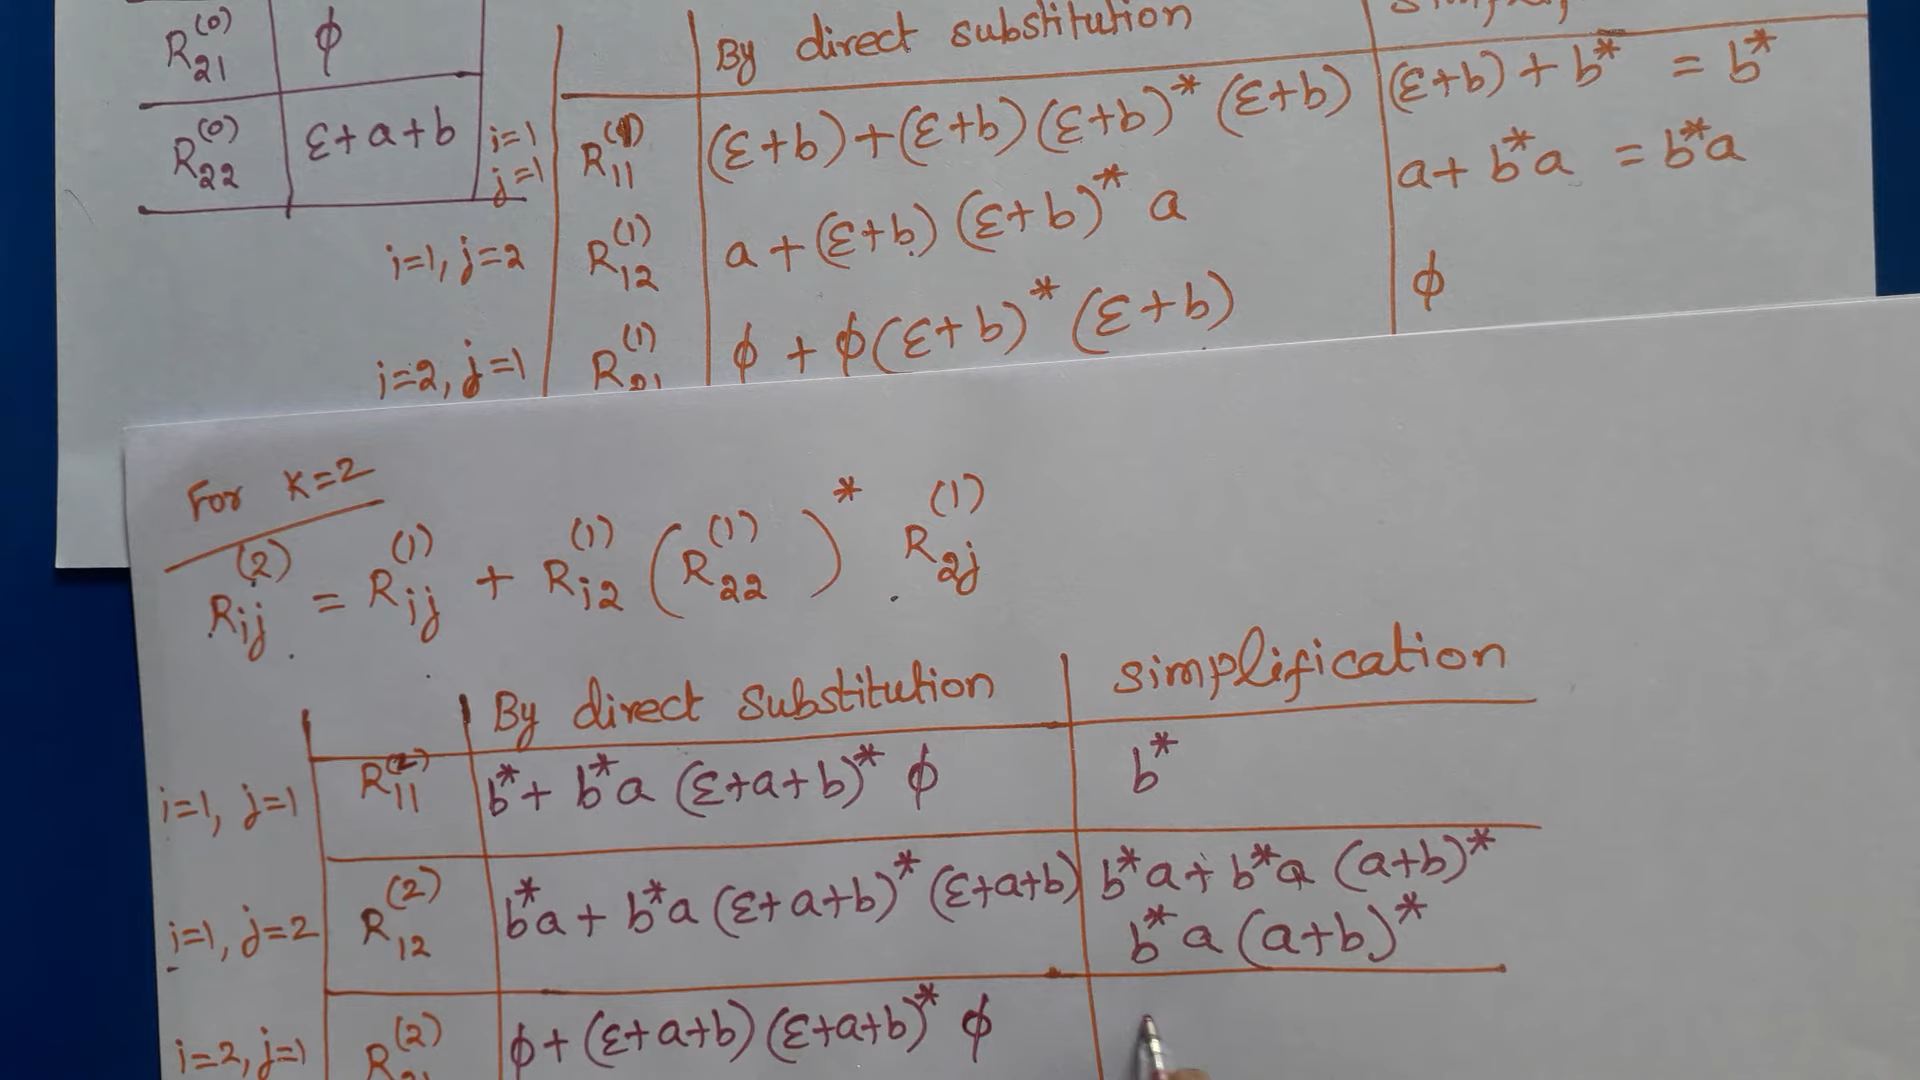 R₂₁⁽⁰⁾ ϕ
R₂₂⁽⁰⁾ ε+a+b
By direct substitution
i=1 j=1 R₁₁⁽¹⁾ (ε+b)+(ε+b)(ε+b)* (ε+b) (ε+b)+b* = b*
i=1, j=2 R₁₂⁽¹⁾ a+(ε+b)(ε+b)* a a+b*a = b*a
i=2, j=1 R₂₁⁽¹⁾ ϕ + ϕ(ε+b)* (ε+b) ϕ
For K=2
Rᵢⱼ⁽²⁾ = Rᵢⱼ⁽¹⁾ + Rᵢ₂⁽¹⁾ (R₂₂⁽¹⁾)* R₂ⱼ⁽¹⁾
By direct substitution simplification
i=1, j=1 R₁₁⁽²⁾ b*+ b*a (ε+a+b)* ϕ b*
i=1, j=2 R₁₂⁽²⁾ b*a + b*a (ε+a+b)* (ε+a+b) b*a+ b*a (a+b)*
b*a (a+b)*
i=2, j=1 R₂₁⁽²⁾ ϕ+(ε+a+b)(ε+a+b)* ϕ